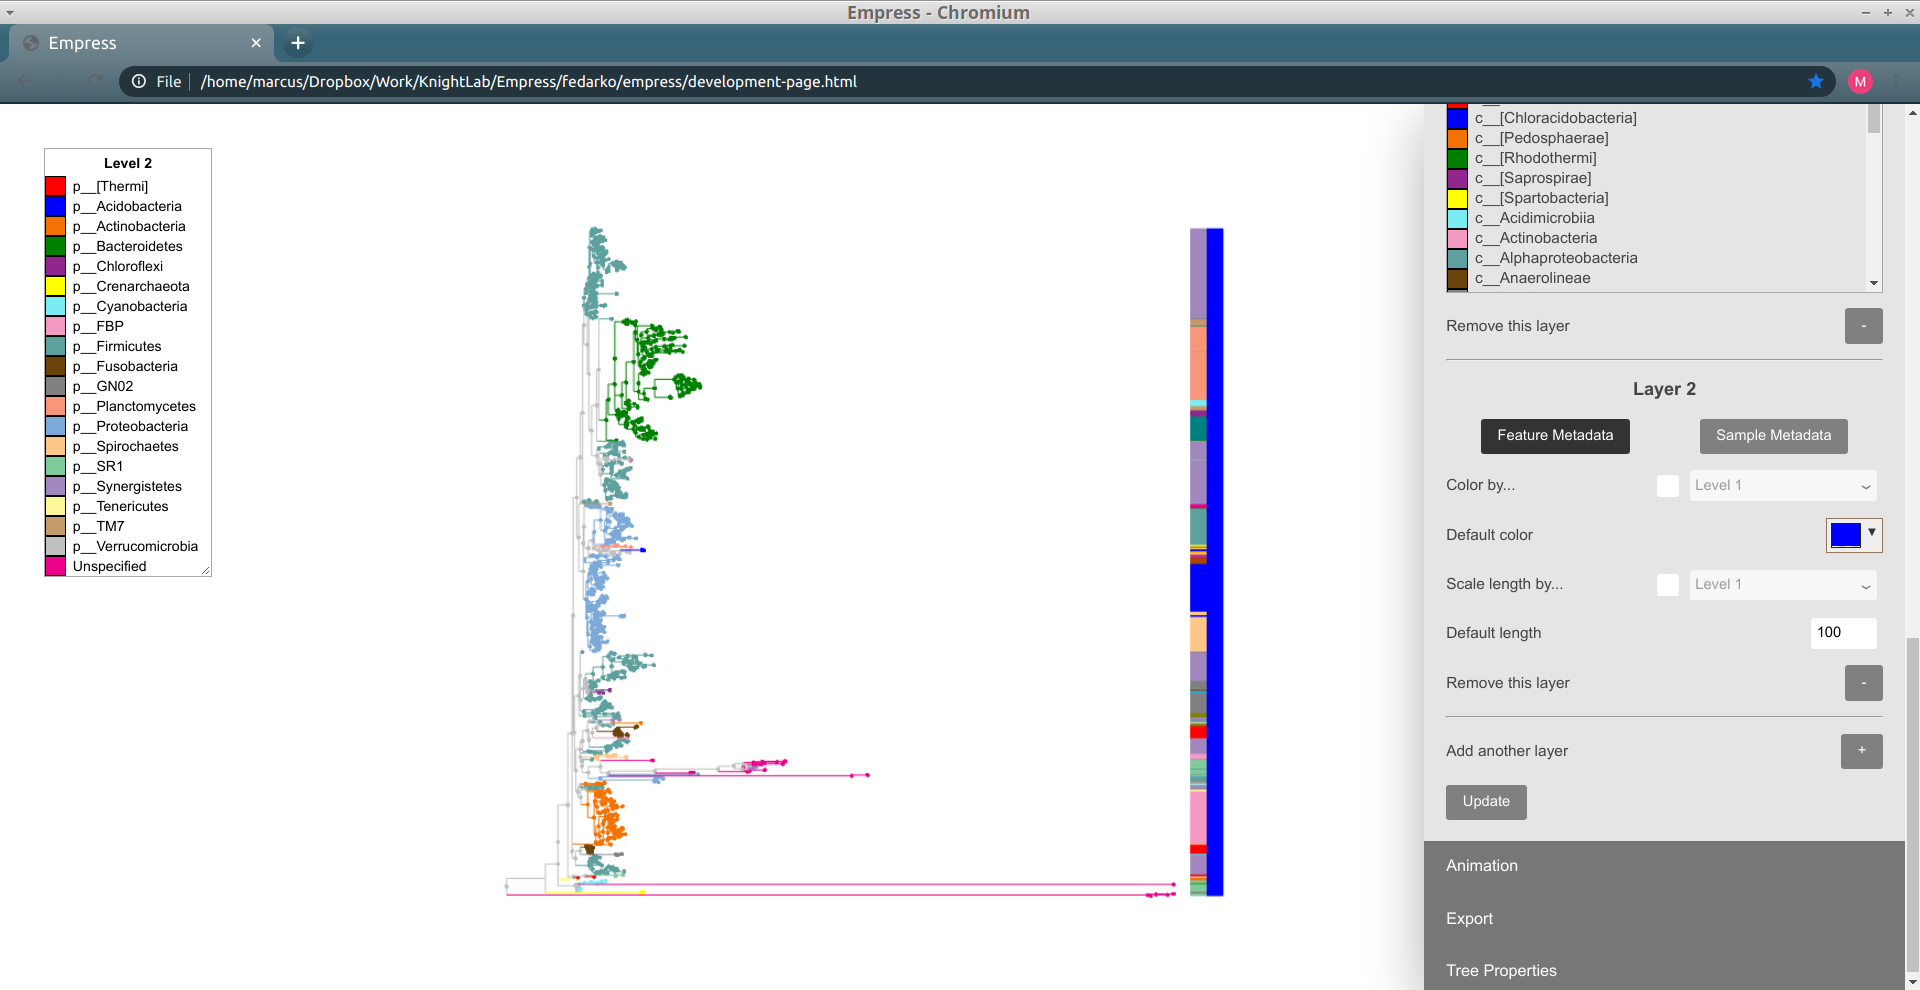 Empress - Chromium
Empress
File /home/marcus/Dropbox/Work/KnightLab/Empress/fedarko/empress/development-page.html
M
Level 2
p__[Thermi]
p__Acidobacteria
p__Actinobacteria
p__Bacteroidetes
p__Chloroflexi
p__Crenarchaeota
p__Cyanobacteria
p__FBP
p__Firmicutes
p__Fusobacteria
p__GN02
p__Planctomycetes
p__Proteobacteria
p__Spirochaetes
p__SR1
p__Synergistetes
p__Tenericutes
p__TM7
p__Verrucomicrobia
Unspecified
c__[Chloracidobacteria]
c__[Pedosphaerae]
c__[Rhodothermi]
c__[Saprospirae]
c__[Spartobacteria]
c__Acidimicrobiia
c__Actinobacteria
c__Alphaproteobacteria
c__Anaerolineae
Remove this layer -
Layer 2
Feature Metadata Sample Metadata
Color by... Level 1
Default color
Scale length by... Level 1
Default length 100
Remove this layer -
Add another layer +
Update
Animation
Export
Tree Properties